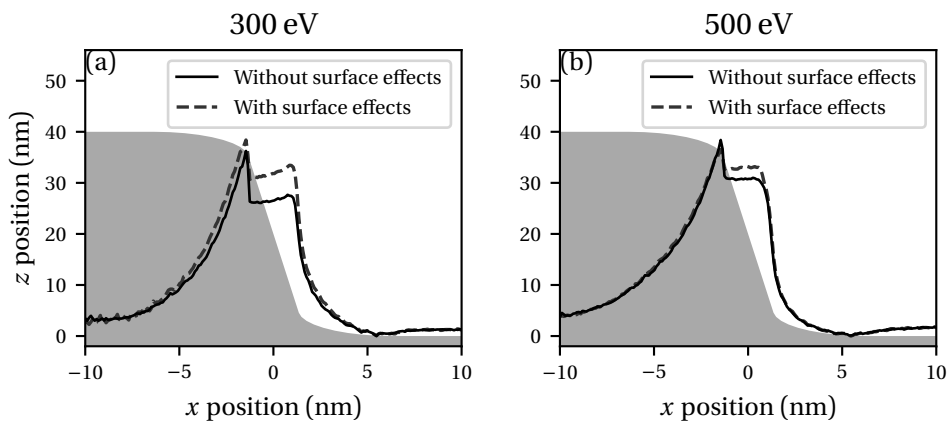 300 eV
500 eV
(a)
Without surface effects
With surface effects
50
40
30
20
10
0
−10
−5
0
5
10
x position (nm)
z position (nm)
(b)
Without surface effects
With surface effects
50
40
30
20
10
0
−10
−5
0
5
10
x position (nm)